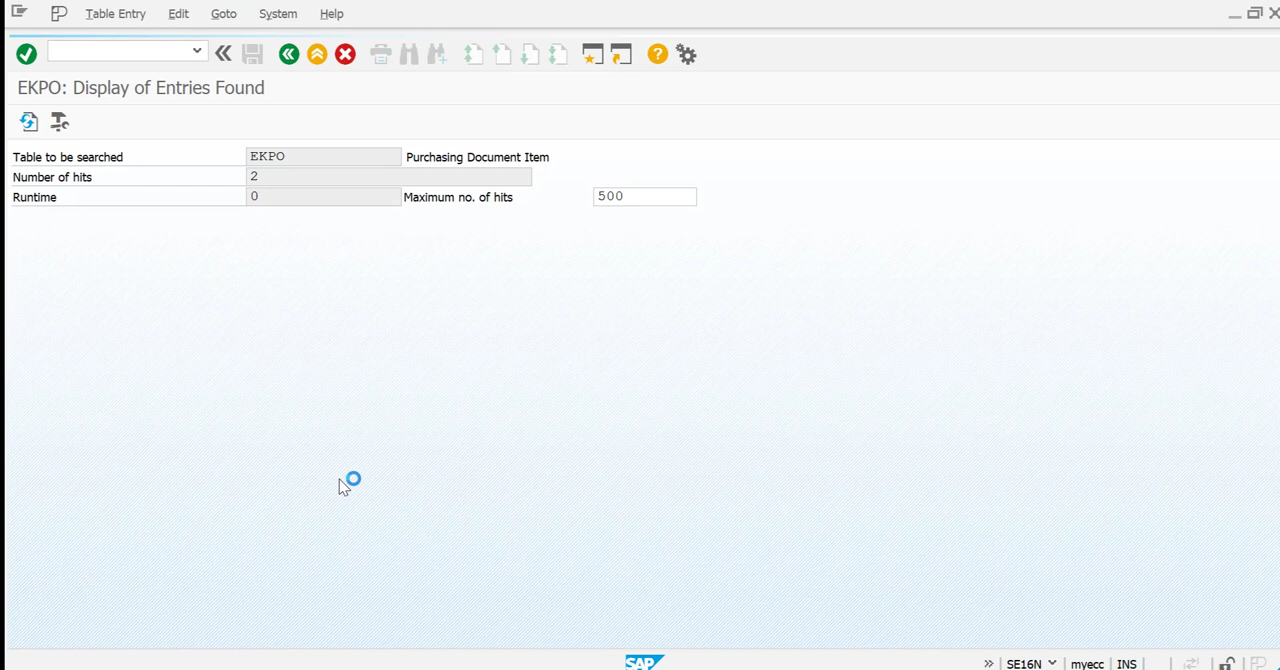 Table Entry Edit Goto System Help
EKPO: Display of Entries Found
Table to be searched EKPO Purchasing Document Item
Number of hits 2
Runtime 0 Maximum no. of hits 500
SAP SE16N myecc INS